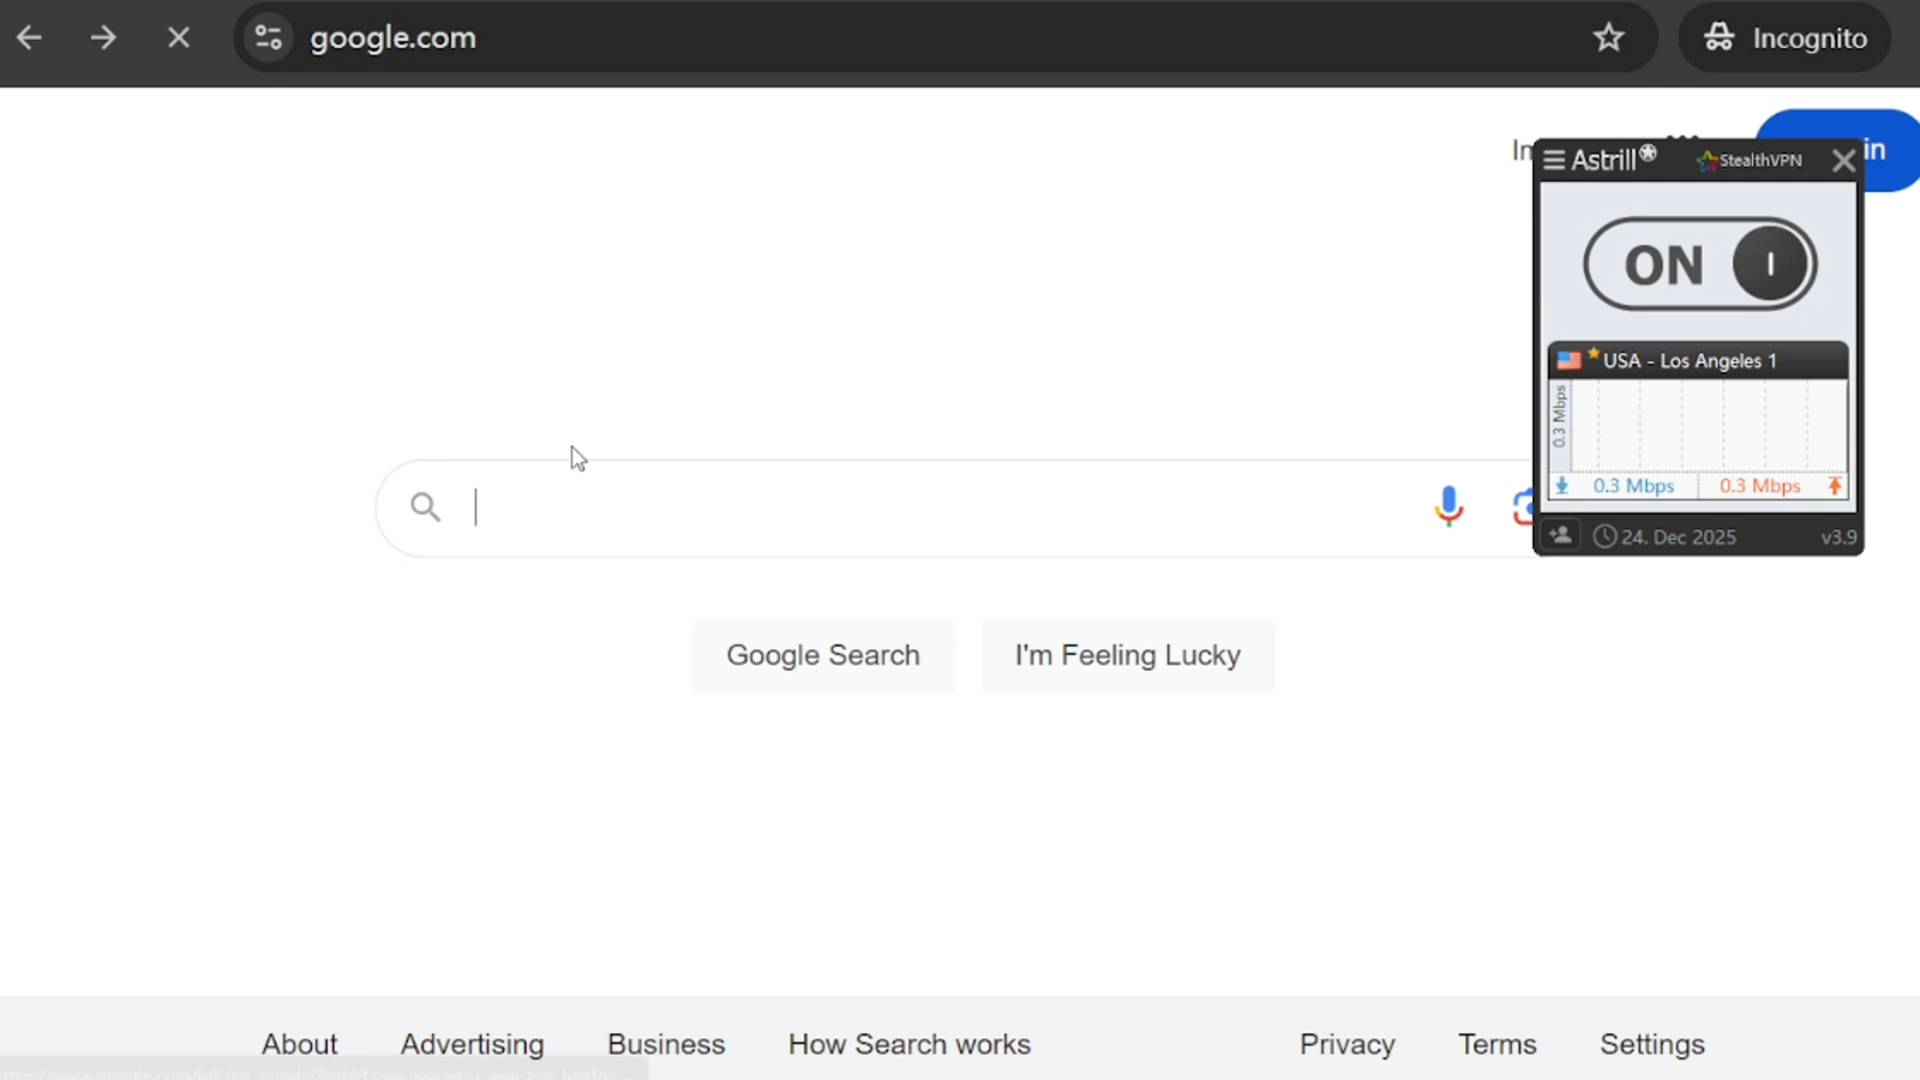 google.com
Incognito
in
Astrill
StealthVPN
ON
USA - Los Angeles 1
0.3 Mbps
0.3 Mbps
0.3 Mbps
24. Dec 2025
v3.9
Google Search
I'm Feeling Lucky
About
Advertising
Business
How Search works
Privacy
Terms
Settings